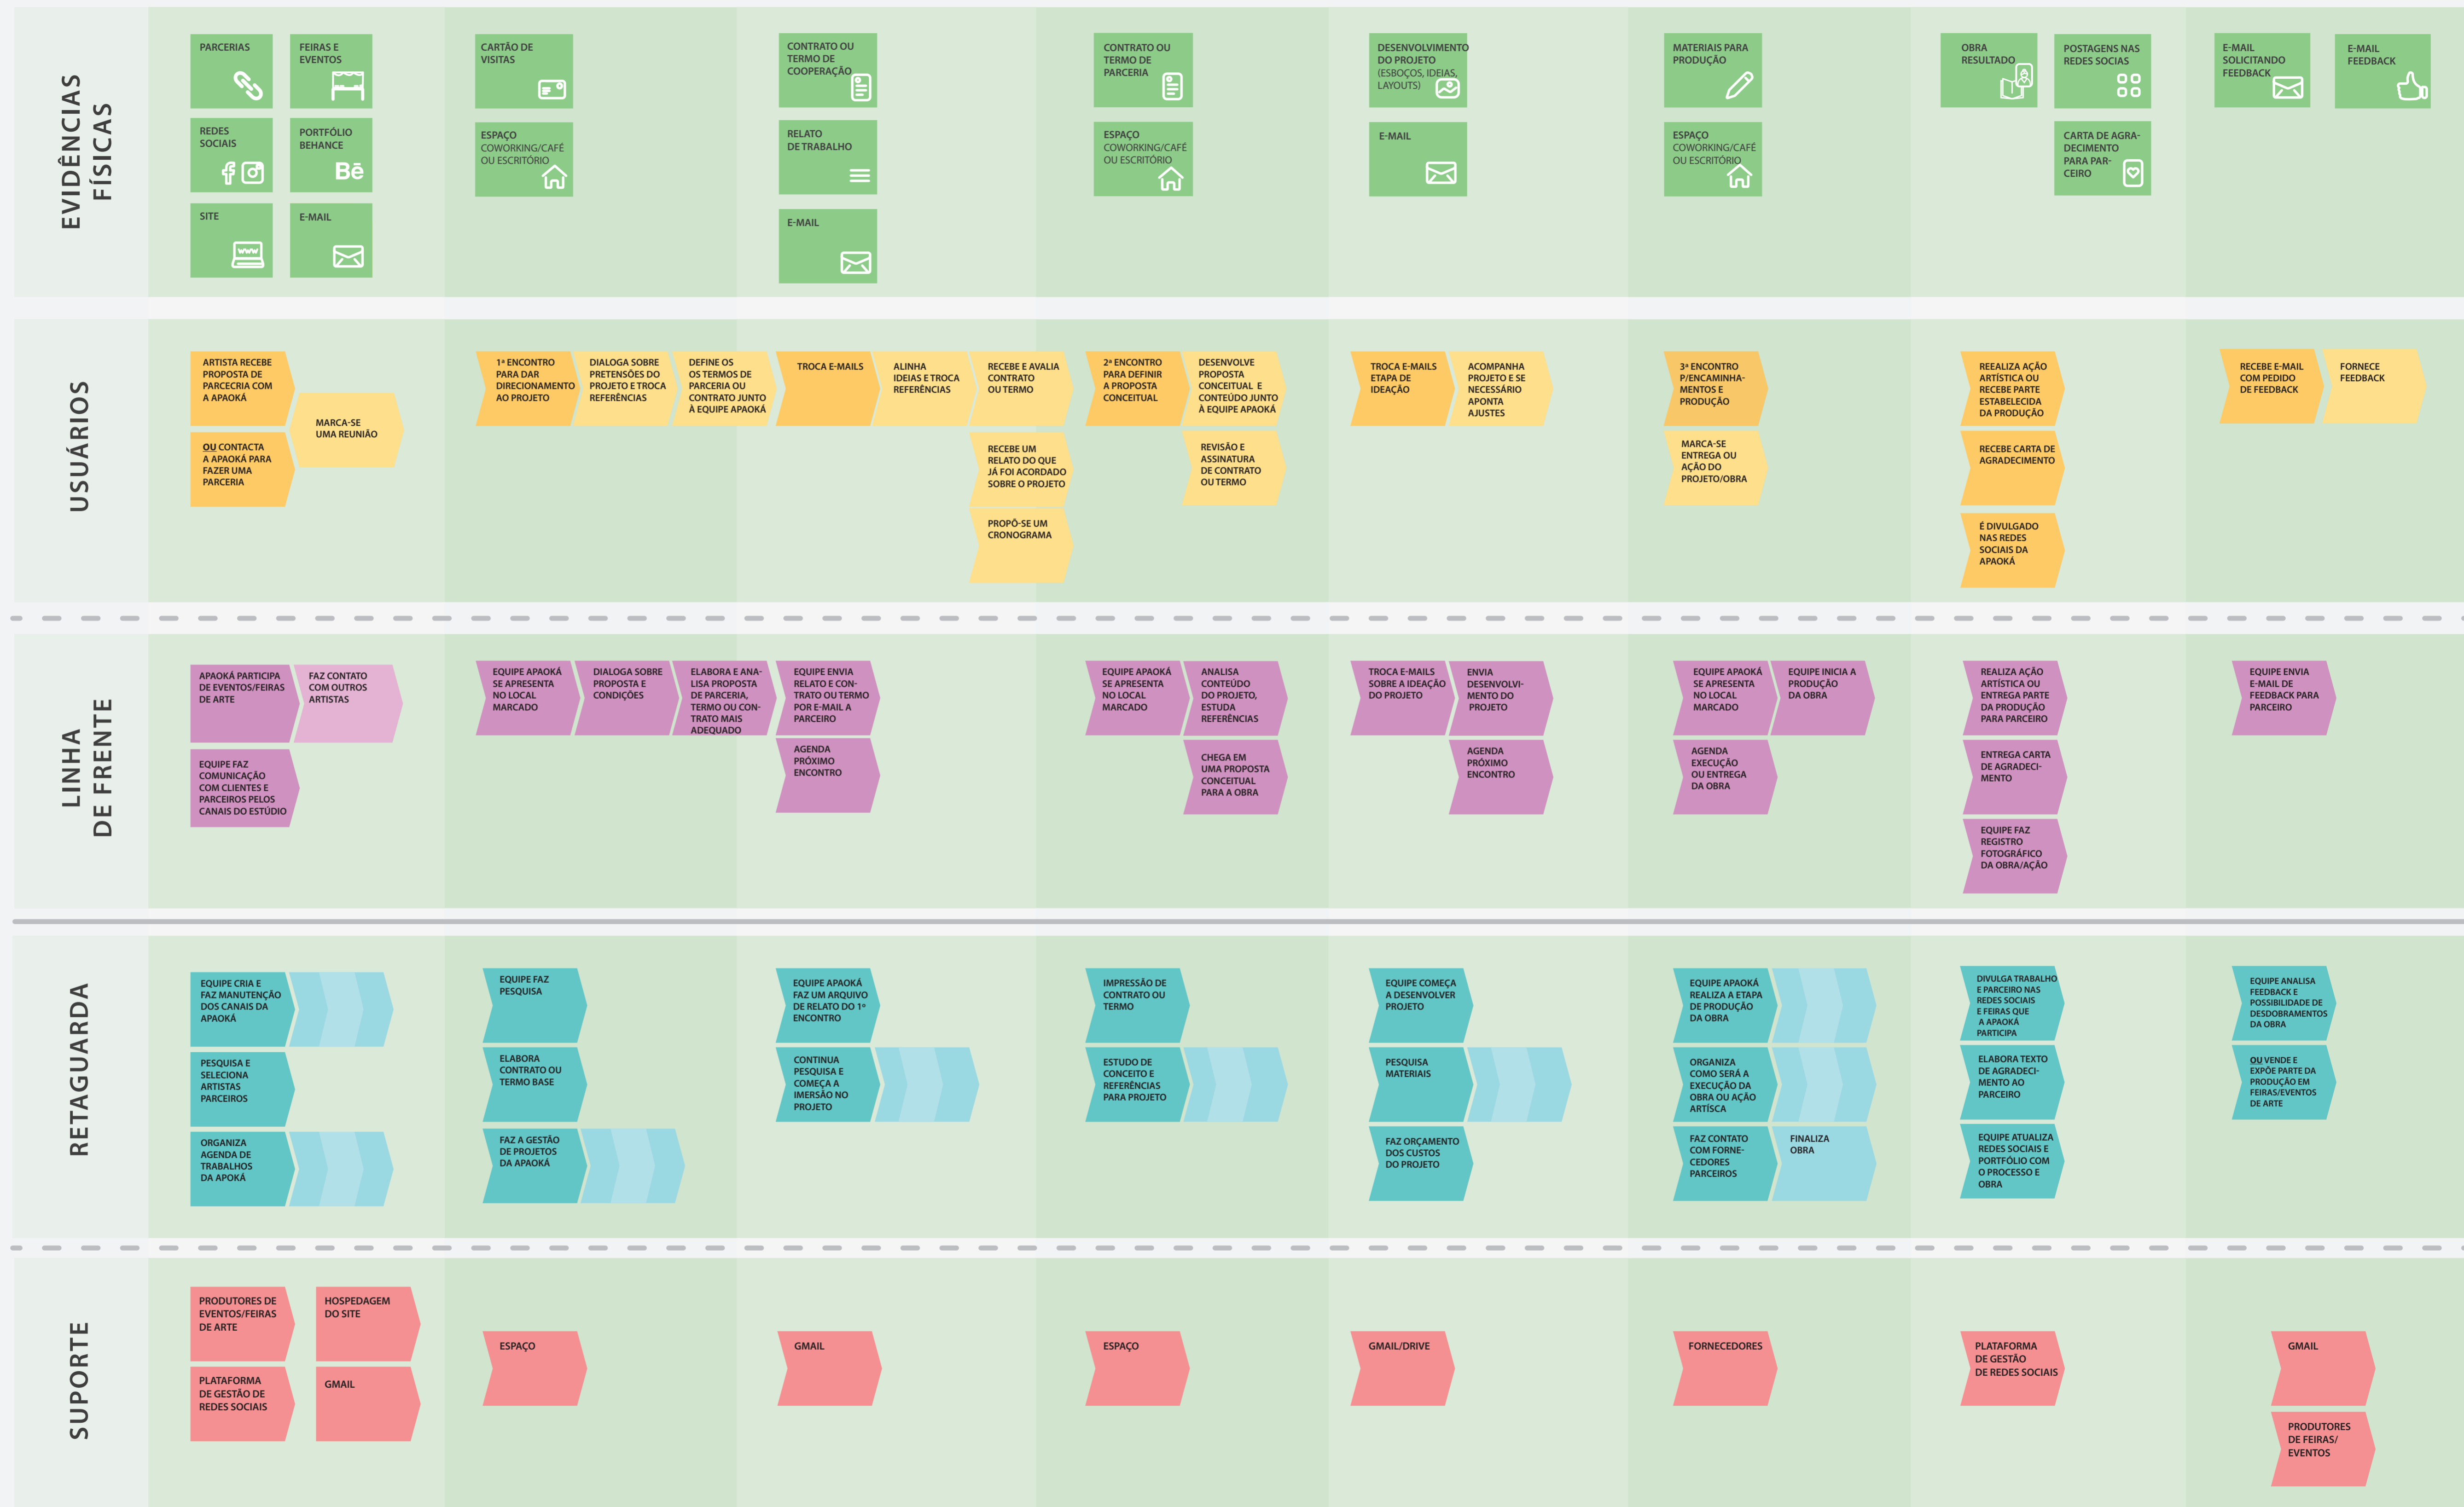 EVIDÊNCIAS
FÍSICAS
PARCERIAS
FEIRAS E
EVENTOS
REDES
SOCIAIS
PORTFÓLIO
BEHANCE
Bē
SITE
WWW
E-MAIL
CARTÃO DE
VISITAS
ESPAÇO
COWORKING/CAFÉ
OU ESCRITÓRIO
CONTRATO OU
TERMO DE
COOPERAÇÃO
RELATO
DE TRABALHO
E-MAIL
CONTRATO OU
TERMO DE
PARCERIA
ESPAÇO
COWORKING/CAFÉ
OU ESCRITÓRIO
DESENVOLVIMENTO
DO PROJETO
(ESBOÇOS, IDEIAS,
LAYOUTS)
E-MAIL
MATERIAIS PARA
PRODUÇÃO
ESPAÇO
COWORKING/CAFÉ
OU ESCRITÓRIO
OBRA
RESULTADO
POSTAGENS NAS
REDES SOCIAS
CARTA DE AGRA-
DECIMENTO
PARA PAR-
CEIRO
E-MAIL
SOLICITANDO
FEEDBACK
E-MAIL
FEEDBACK
USUÁRIOS
ARTISTA RECEBE
PROPOSTA DE
PARCECRIA COM
A APAOKÁ
OU CONTACTA
A APAOKÁ PARA
FAZER UMA
PARCERIA
MARCA-SE
UMA REUNIÃO
1ª ENCONTRO
PARA DAR
DIRECIONAMENTO
AO PROJETO
DIALOGA SOBRE
PRETENSÕES DO
PROJETO E TROCA
REFERÊNCIAS
DEFINE OS
OS TERMOS DE
PARCERIA OU
CONTRATO JUNTO
À EQUIPE APAOKÁ
TROCA E-MAILS
ALINHA
IDEIAS E TROCA
REFERÊNCIAS
RECEBE E AVALIA
CONTRATO
OU TERMO
RECEBE UM
RELATO DO QUE
JÁ FOI ACORDADO
SOBRE O PROJETO
PROPÕ-SE UM
CRONOGRAMA
2ª ENCONTRO
PARA DEFINIR
A PROPOSTA
CONCEITUAL
DESENVOLVE
PROPOSTA
CONCEITUAL E
CONTEÚDO JUNTO
À EQUIPE APAOKÁ
REVISÃO E
ASSINATURA
DE CONTRATO
OU TERMO
TROCA E-MAILS
ETAPA DE
IDEAÇÃO
ACOMPANHA
PROJETO E SE
NECESSÁRIO
APONTA
AJUSTES
3ª ENCONTRO
P/ENCAMINHA-
MENTOS E
PRODUÇÃO
MARCA-SE
ENTREGA OU
AÇÃO DO
PROJETO/OBRA
REEALIZA AÇÃO
ARTÍSTICA OU
RECEBE PARTE
ESTABELECIDA
DA PRODUÇÃO
RECEBE CARTA DE
AGRADECIMENTO
É DIVULGADO
NAS REDES
SOCIAIS DA
APAOKÁ
RECEBE E-MAIL
COM PEDIDO
DE FEEDBACK
FORNECE
FEEDBACK
LINHA
DE FRENTE
APAOKÁ PARTICIPA
DE EVENTOS/FEIRAS
DE ARTE
FAZ CONTATO
COM OUTROS
ARTISTAS
EQUIPE FAZ
COMUNICAÇÃO
COM CLIENTES E
PARCEIROS PELOS
CANAIS DO ESTÚDIO
EQUIPE APAOKÁ
SE APRESENTA
NO LOCAL
MARCADO
DIALOGA SOBRE
PROPOSTA E
CONDIÇÕES
ELABORA E ANA-
LISA PROPOSTA
DE PARCERIA,
TERMO OU CON-
TRATO MAIS
ADEQUADO
EQUIPE ENVIA
RELATO E CON-
TRATO OU TERMO
POR E-MAIL A
PARCEIRO
AGENDA
PRÓXIMO
ENCONTRO
EQUIPE APAOKÁ
SE APRESENTA
NO LOCAL
MARCADO
ANALISA
CONTEÚDO
DO PROJETO,
ESTUDA
REFERÊNCIAS
CHEGA EM
UMA PROPOSTA
CONCEITUAL
PARA A OBRA
TROCA E-MAILS
SOBRE A IDEAÇÃO
DO PROJETO
ENVIA
DESENVOLVI-
MENTO DO
PROJETO
AGENDA
PRÓXIMO
ENCONTRO
EQUIPE APAOKÁ
SE APRESENTA
NO LOCAL
MARCADO
EQUIPE INICIA A
PRODUÇÃO
DA OBRA
AGENDA
EXECUÇÃO
OU ENTREGA
DA OBRA
REALIZA AÇÃO
ARTÍSTICA OU
ENTREGA PARTE
DA PRODUÇÃO
PARA PARCEIRO
ENTREGA CARTA
DE AGRADECI-
MENTO
EQUIPE FAZ
REGISTRO
FOTOGRÁFICO
DA OBRA/AÇÃO
EQUIPE ENVIA
E-MAIL DE
FEEDBACK PARA
PARCEIRO
RETAGUARDA
EQUIPE CRIA E
FAZ MANUTENÇÃO
DOS CANAIS DA
APAOKÁ
PESQUISA E
SELECIONA
ARTISTAS
PARCEIROS
ORGANIZA
AGENDA DE
TRABALHOS
DA APOKÁ
EQUIPE FAZ
PESQUISA
ELABORA
CONTRATO OU
TERMO BASE
FAZ A GESTÃO
DE PROJETOS
DA APAOKÁ
EQUIPE APAOKÁ
FAZ UM ARQUIVO
DE RELATO DO 1º
ENCONTRO
CONTINUA
PESQUISA E
COMEÇA A
IMERSÃO NO
PROJETO
IMPRESSÃO DE
CONTRATO OU
TERMO
ESTUDO DE
CONCEITO E
REFERÊNCIAS
PARA PROJETO
EQUIPE COMEÇA
A DESENVOLVER
PROJETO
PESQUISA
MATERIAIS
FAZ ORÇAMENTO
DOS CUSTOS
DO PROJETO
EQUIPE APAOKÁ
REALIZA A ETAPA
DE PRODUÇÃO
DA OBRA
ORGANIZA
COMO SERÁ A
EXECUÇÃO DA
OBRA OU AÇÃO
ARTÍSCA
FAZ CONTATO
COM FORNE-
CEDORES
PARCEIROS
FINALIZA
OBRA
DIVULGA TRABALHO
E PARCEIRO NAS
REDES SOCIAIS
E FEIRAS QUE
A APAOKÁ
PARTICIPA
ELABORA TEXTO
DE AGRADECI-
MENTO AO
PARCEIRO
EQUIPE ATUALIZA
REDES SOCIAIS E
PORTFÓLIO COM
O PROCESSO E
OBRA
EQUIPE ANALISA
FEEDBACK E
POSSIBILIDADE DE
DESDOBRAMENTOS
DA OBRA
OU VENDE E
EXPÕE PARTE DA
PRODUÇÃO EM
FEIRAS/EVENTOS
DE ARTE
SUPORTE
PRODUTORES DE
EVENTOS/FEIRAS
DE ARTE
HOSPEDAGEM
DO SITE
PLATAFORMA
DE GESTÃO DE
REDES SOCIAIS
GMAIL
ESPAÇO
GMAIL
ESPAÇO
GMAIL/DRIVE
FORNECEDORES
PLATAFORMA
DE GESTÃO
DE REDES SOCIAIS
GMAIL
PRODUTORES
DE FEIRAS/
EVENTOS